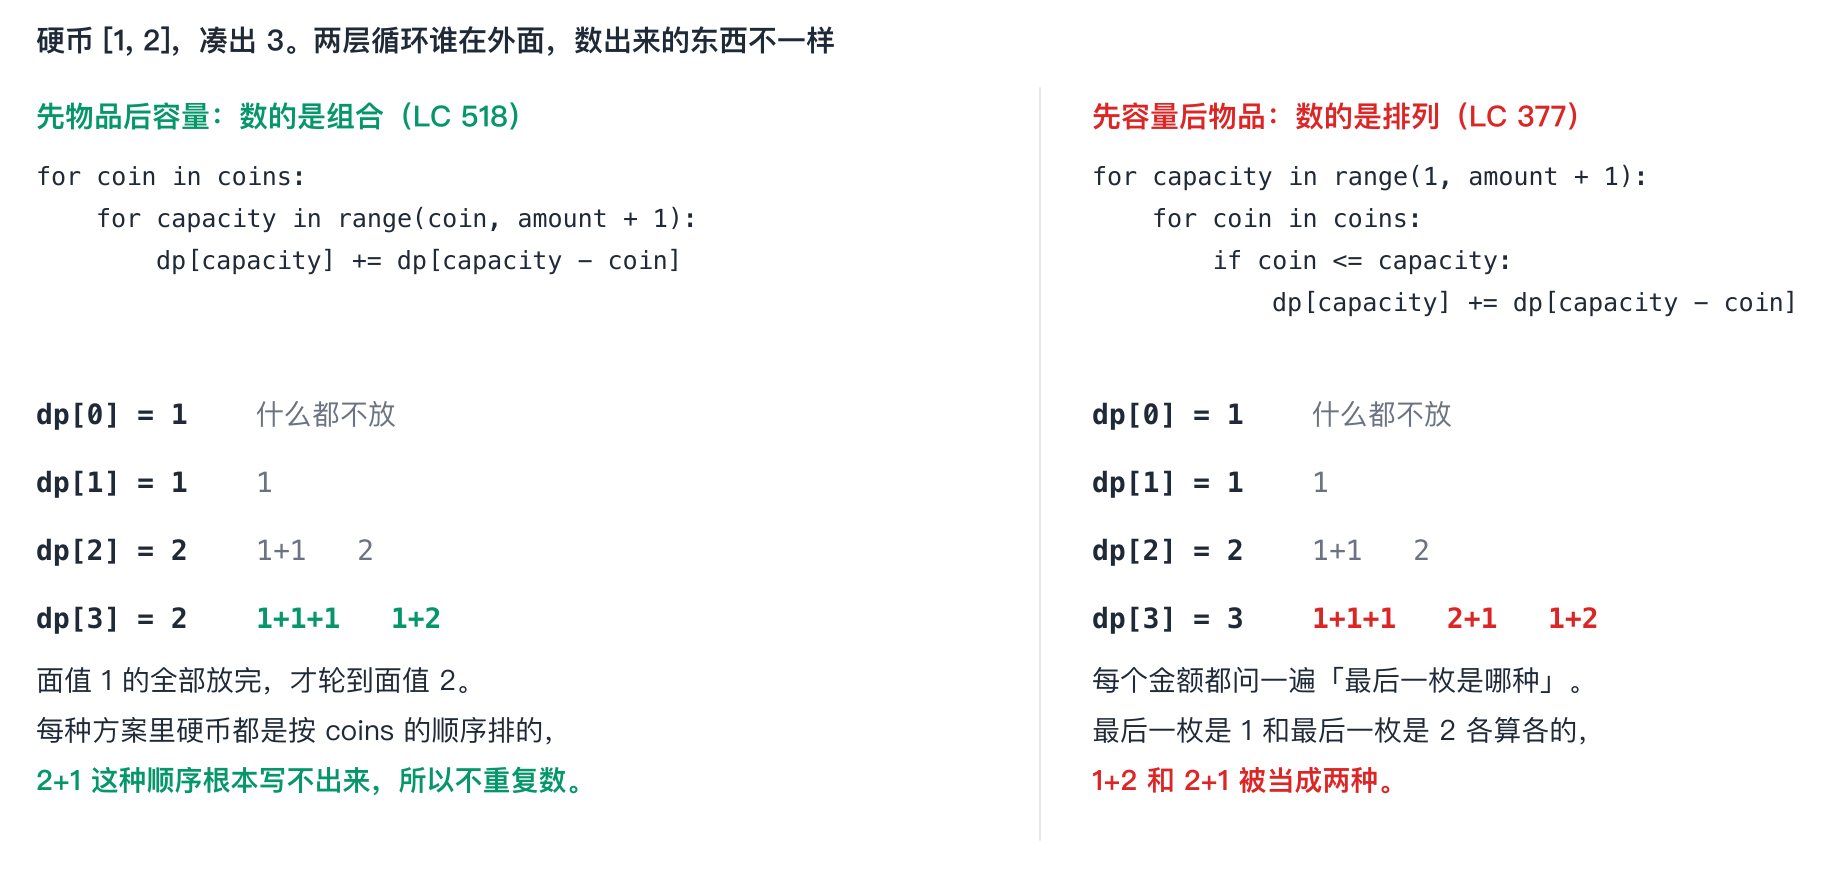 硬币 [1, 2]，凑出 3。两层循环谁在外面，数出来的东西不一样
先物品后容量：数的是组合（LC 518）
for coin in coins:
    for capacity in range(coin, amount + 1):
        dp[capacity] += dp[capacity − coin]
dp[0] = 1    什么都不放
dp[1] = 1    1
dp[2] = 2    1+1   2
dp[3] = 2    1+1+1   1+2
面值 1 的全部放完，才轮到面值 2。
每种方案里硬币都是按 coins 的顺序排的，
2+1 这种顺序根本写不出来，所以不重复数。
先容量后物品：数的是排列（LC 377）
for capacity in range(1, amount + 1):
    for coin in coins:
        if coin <= capacity:
            dp[capacity] += dp[capacity − coin]
dp[0] = 1    什么都不放
dp[1] = 1    1
dp[2] = 2    1+1   2
dp[3] = 3    1+1+1   2+1   1+2
每个金额都问一遍「最后一枚是哪种」。
最后一枚是 1 和最后一枚是 2 各算各的，
1+2 和 2+1 被当成两种。